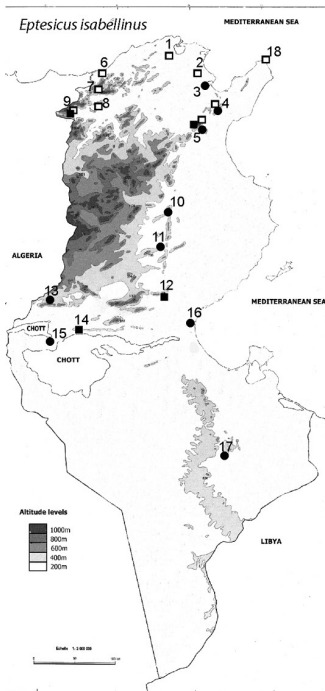 Eptesicus isabellinus
MEDITERRANEAN SEA
1
18
6
2
7
3
9
8
4
5
10
11
ALGERIA
12
13
MEDITERRANEAN SEA
16
14
CHOTT
15
CHOTT
17
Altitude levels
1000m
800m
600m
400m
200m
LIBYA